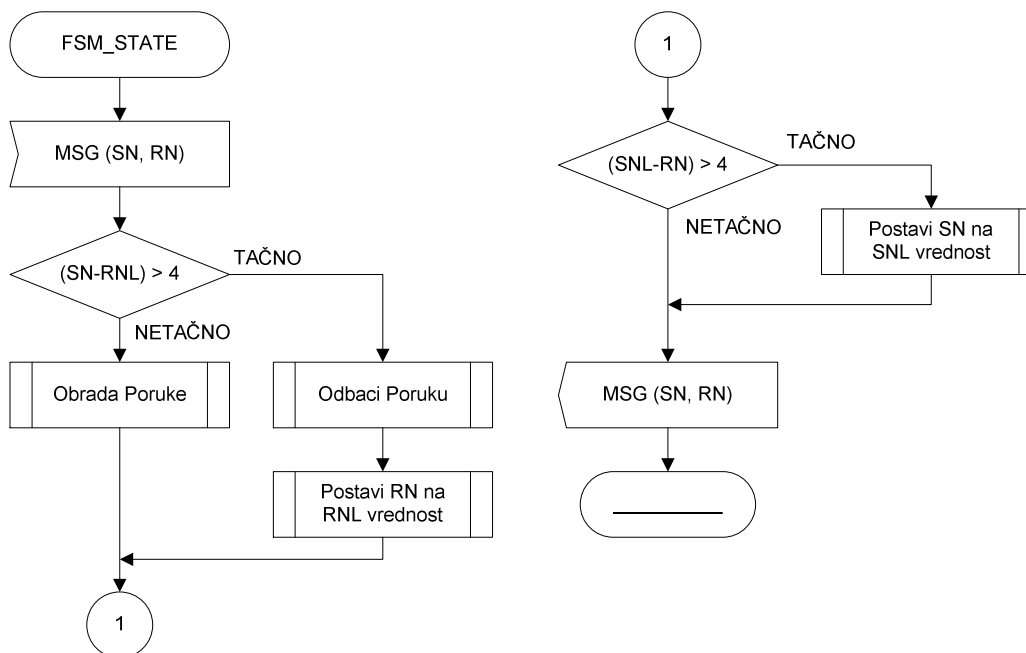 FSM_STATE
MSG (SN, RN)
(SN-RNL) > 4
TAČNO
NETAČNO
Obrada Poruke
Odbaci Poruku
Postavi RN na
RNL vrednost
1
1
(SNL-RN) > 4
TAČNO
NETAČNO
Postavi SN na
SNL vrednost
MSG (SN, RN)